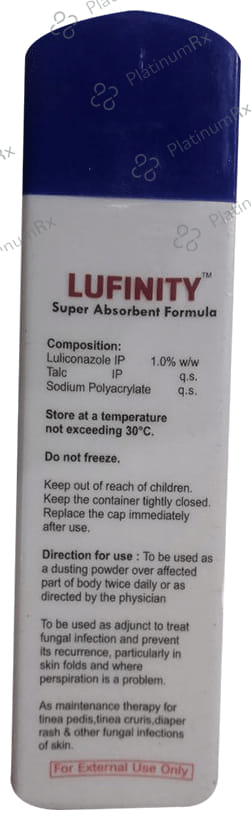 PlatinumRx
PlatinumRx
PlatinumRx
LUFINITY™
Super Absorbent Formula
Composition:
Luliconazole IP 1.0% w/w
Talc IP q.s.
Sodium Polyacrylate q.s.
Store at a temperature
not exceeding 30°C.
Do not freeze.
Keep out of reach of children.
Keep the container tightly closed.
Replace the cap immediately
after use.
Direction for use : To be used as
a dusting powder over affected
part of body twice daily or as
directed by the physician
To be used as adjunct to treat
fungal infection and prevent
its recurrence, particularly in
skin folds and where
perspiration is a problem.
As maintenance therapy for
tinea pedis,tinea cruris,diaper
rash & other fungal infections
of skin.
For External Use Only